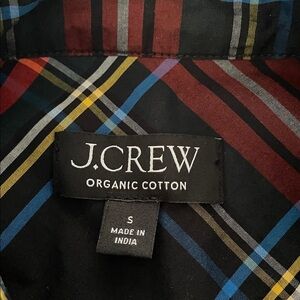 J.CREW
ORGANIC COTTON
S
MADE IN
INDIA